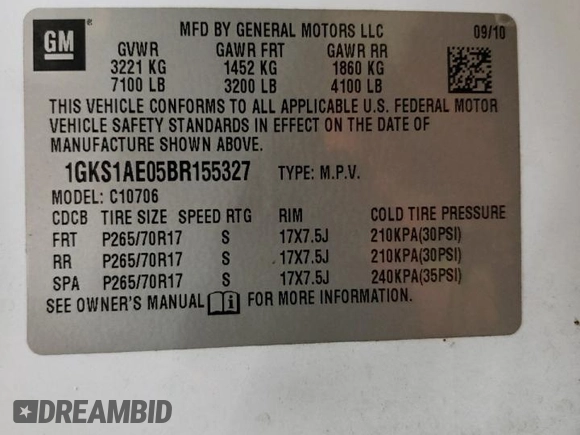 GM ® MFD BY GENERAL MOTORS LLC 09/10
GVWR GAWR FRT GAWR RR
3221 KG 1452 KG 1860 KG
7100 LB 3200 LB 4100 LB
THIS VEHICLE CONFORMS TO ALL APPLICABLE U.S. FEDERAL MOTOR
VEHICLE SAFETY STANDARDS IN EFFECT ON THE DATE OF
MANUFACTURE SHOWN ABOVE.
1GKS1AE05BR155327 TYPE: M.P.V.
MODEL: C10706
CDCB TIRE SIZE SPEED RTG RIM COLD TIRE PRESSURE
FRT P265/70R17 S 17X7.5J 210KPA(30PSI)
RR P265/70R17 S 17X7.5J 210KPA(30PSI)
SPA P265/70R17 S 17X7.5J 240KPA(35PSI)
SEE OWNER'S MANUAL FOR MORE INFORMATION.
DREAMBID